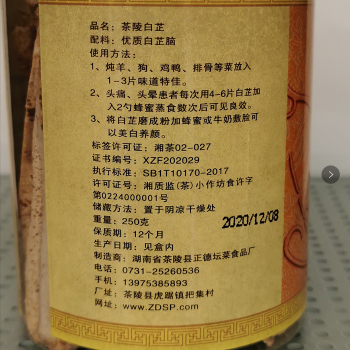 品名：茶陵白芷
配料：优质白芷脑
使用方法：
1、炖羊、狗、鸡鸭、排骨等菜放入
1-3片味道特佳。
2、头痛、头晕患者每次用4-6片白芷加
入2勺蜂蜜蒸食数次后可见良效。
3、将白芷磨成粉加蜂蜜或牛奶敷脸可
以美白养颜。
标签许可证：湘茶02-027
证书编号：XZF202029
执行标准：SB1T10170-2017
许可证号：湘质监(茶)小作坊食许字
第0224000001号
储藏方法：置于阴凉干燥处
重量：250克
2020/12/08
保质期：12个月
生产日期：见盒内
制造商：湖南省茶陵县正德坛菜食品厂
电话：0731-25260536
手机：13975385893
厂址：茶陵县虎踞镇把集村
网址：www.ZDSP.com